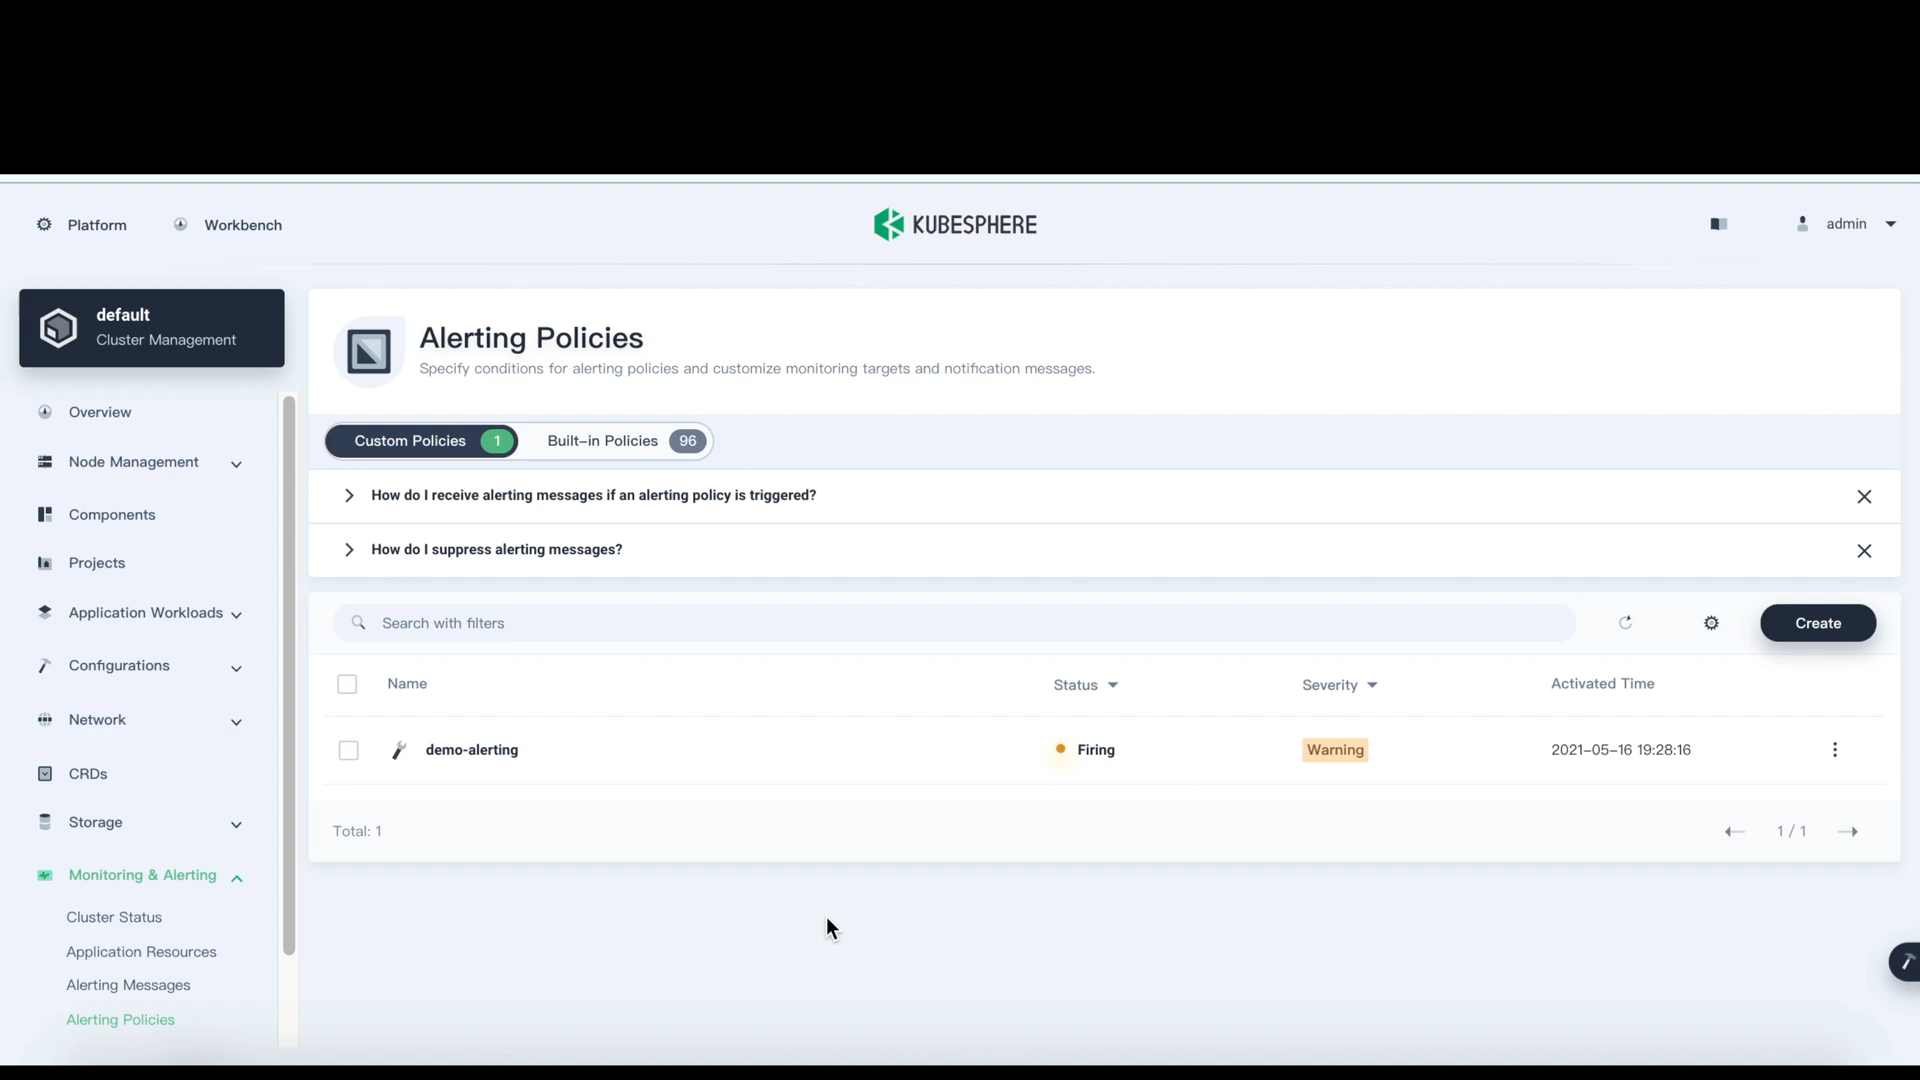 Platform
Workbench
KUBESPHERE
admin
default
Cluster Management
Overview
Node Management
Components
Projects
Application Workloads
Configurations
Network
CRDs
Storage
Monitoring & Alerting
Cluster Status
Application Resources
Alerting Messages
Alerting Policies
Alerting Policies
Specify conditions for alerting policies and customize monitoring targets and notification messages.
Custom Policies 1
Built-in Policies 96
How do I receive alerting messages if an alerting policy is triggered?
How do I suppress alerting messages?
Search with filters
Create
Name Status Severity Activated Time
demo-alerting Firing Warning 2021-05-16 19:28:16
Total: 1
1 / 1